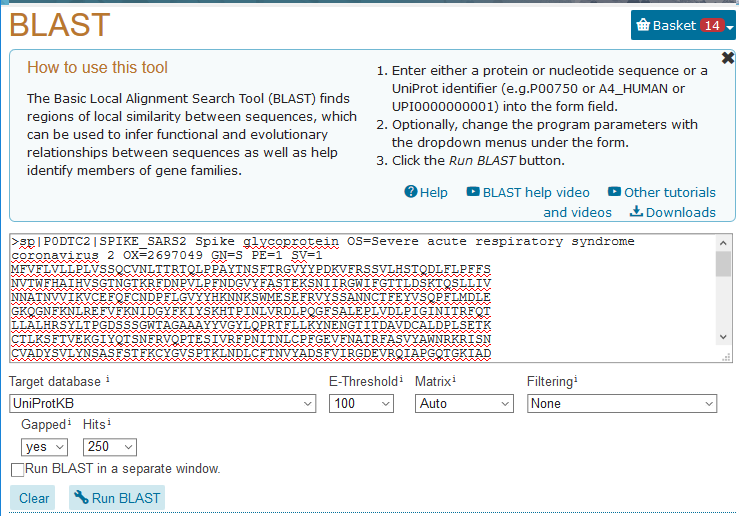 BLAST
Basket 14
How to use this tool
The Basic Local Alignment Search Tool (BLAST) finds
regions of local similarity between sequences, which
can be used to infer functional and evolutionary
relationships between sequences as well as help
identify members of gene families.
1. Enter either a protein or nucleotide sequence or a
UniProt identifier (e.g.P00750 or A4_HUMAN or
UPI0000000001) into the form field.
2. Optionally, change the program parameters with
the dropdown menus under the form.
3. Click the Run BLAST button.
Help BLAST help video Other tutorials
and videos Downloads
>sp|P0DTC2|SPIKE_SARS2 Spike glycoprotein OS=Severe acute respiratory syndrome
coronavirus 2 OX=2697049 GN=S PE=1 SV=1
MFVFLVLLPLVSSQCVNLTTRTQLPPAYTNSFTRGVYYPDKVFRSSVLHSTQDLFLPFFS
NVTWFHAIHVSGTNGTKRFDNPVLPFNDGVYFASTEKSNIIRGWIFGTTLDSKTQSLLIV
NNATNVVIKVCEFQFCNDPFLGVYYHKNNKSWMESEFRVYSSANNCTFEYVSQPFLMDLE
GKQGNFKNLREFVFKNIDGYFKIYSKHTPINLVRDLPQGFSALEPLVDLPIGINITRFQT
LLALHRSYLTPGDSSSGWTAGAAAYYVGYLQPRTFLLKYNENGTITDAVDCALDPLSETK
CTLKSFTVEKGIYQTSNFRVQPTESIVRFPNITNLCPFGEVFNATRFASVYAWNRKRISN
CVADYSVLYNSASFSTFKCYGVSPTKLNDLCFTNVYADSFVIRGDEVRQIAPGQTGKIAD
Target database i E-Threshold i Matrix i Filtering i
UniProtKB 100 Auto None
Gapped i Hits i
yes 250
Run BLAST in a separate window.
Clear Run BLAST